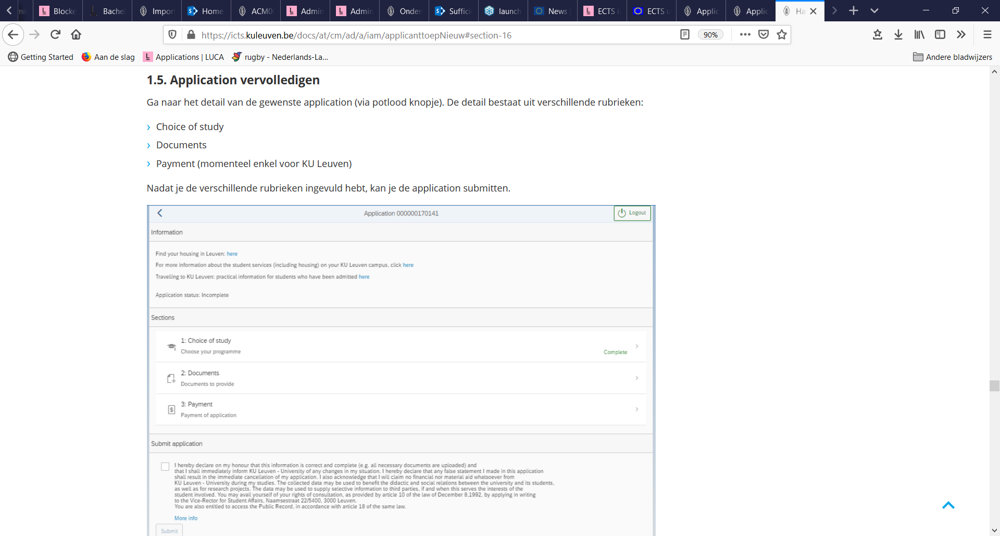 Blocke
Bachel
Import
Home
ACM0
Admin
Admin
Onder
Suffici
launch
News
ECTS i
ECTS u
Applic
Applic
Ha
https://icts.kuleuven.be/docs/at/cm/ad/a/iam/applicanttoepNieuw#section-16
90%
Getting Started
Aan de slag
Applications | LUCA
rugby - Nederlands-La...
Andere bladwijzers
1.5. Application vervolledigen
Ga naar het detail van de gewenste application (via potlood knopje). De detail bestaat uit verschillende rubrieken:
Choice of study
Documents
Payment (momenteel enkel voor KU Leuven)
Nadat je de verschillende rubrieken ingevuld hebt, kan je de application submitten.
Application 000000170141
Logout
Information
Find your housing in Leuven: here
For more information about the student services (including housing) on your KU Leuven campus, click here
Travelling to KU Leuven: practical information for students who have been admitted here
Application status: Incomplete
Sections
1: Choice of study
Choose your programme
Complete
2: Documents
Documents to provide
3: Payment
Payment of application
Submit application
I hereby declare on my honour that this information is correct and complete (e.g. all necessary documents are uploaded) and
that I shall immediately inform KU Leuven - University of any changes in my situation. I hereby declare that any false statement I made in this application
shall result in the immediate cancellation of my application. I also acknowledge that I will claim no financial nor material aid whatsoever from
KU Leuven - University during my studies. The collected data may be used to benefit the didactic and social relations between the university and its students,
as well as for research projects. The data may be used to supply selective information to third parties, if and when this serves the interests of the
student involved. You may avail yourself of your rights of consultation, as provided by article 10 of the law of December 8,1992, by applying in writing
to the Vice-Rector for Student Affairs, Naamsestraat 22/5400, 3000 Leuven.
You are also entitled to access the Public Record, in accordance with article 18 of the same law.
More info
Submit